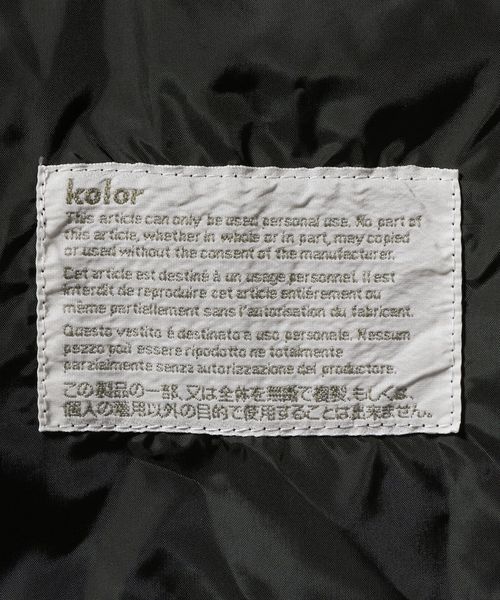 kolor
This article can only be used personal use. No part of
this article, whether in whole or in part, may copied
or used without the consent of the manufacturer.
Cet article est destiné à un usage personnel. Il est
interdit de reproduire cet article entièrement ou
même partiellement sans l'autorisation du fabricant.
Questo vestito é destinato a uso personale. Nessun
pezzo puó essere ripodotto ne totalmente
parzialmente senza autorizzazione del productore.
この製品の一部、又は全体を無断で複製、もしくは、
個人の着用以外の目的で使用することは出来ません。